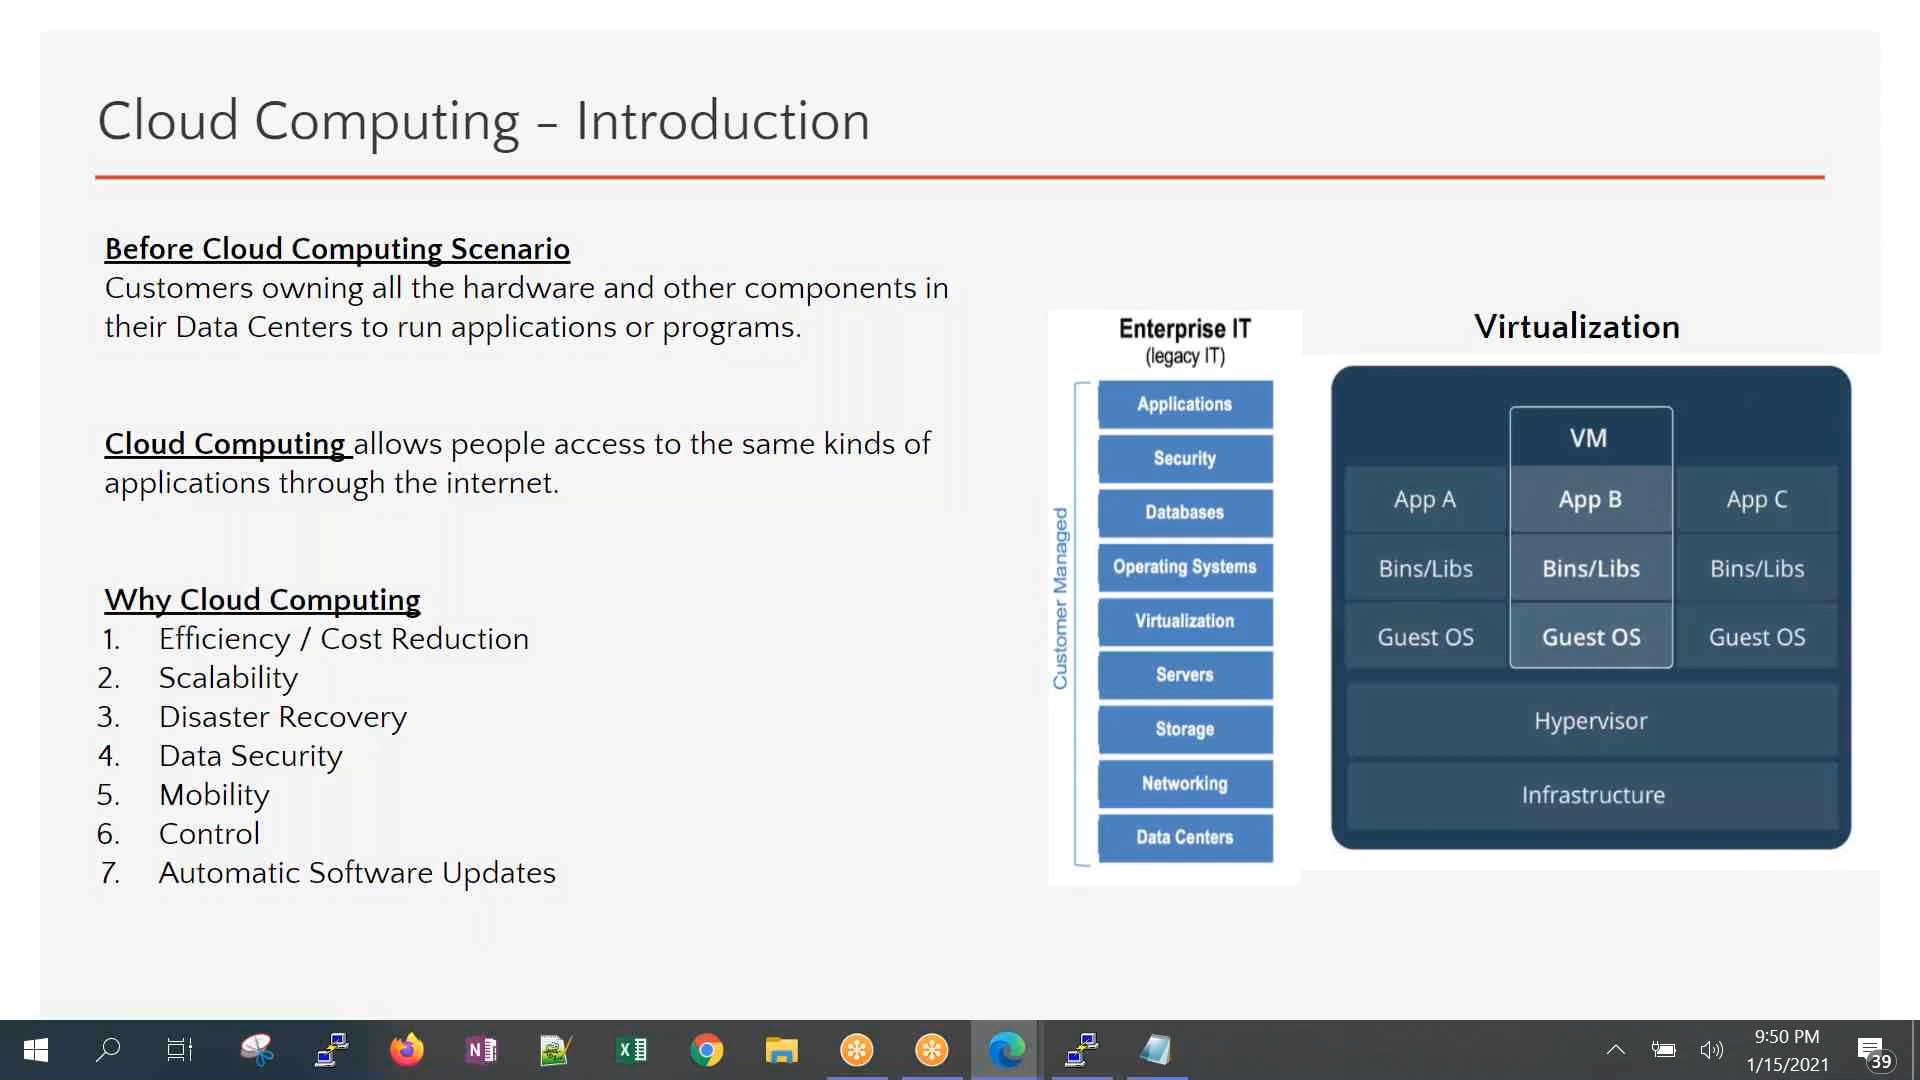 Cloud Computing - Introduction
Before Cloud Computing Scenario
Customers owning all the hardware and other components in
their Data Centers to run applications or programs.
Cloud Computing allows people access to the same kinds of
applications through the internet.
Why Cloud Computing
1. Efficiency / Cost Reduction
2. Scalability
3. Disaster Recovery
4. Data Security
5. Mobility
6. Control
7. Automatic Software Updates
Enterprise IT
(legacy IT)
Customer Managed
Applications
Security
Databases
Operating Systems
Virtualization
Servers
Storage
Networking
Data Centers
Virtualization
VM
App A App B App C
Bins/Libs Bins/Libs Bins/Libs
Guest OS Guest OS Guest OS
Hypervisor
Infrastructure
9:50 PM
1/15/2021
39